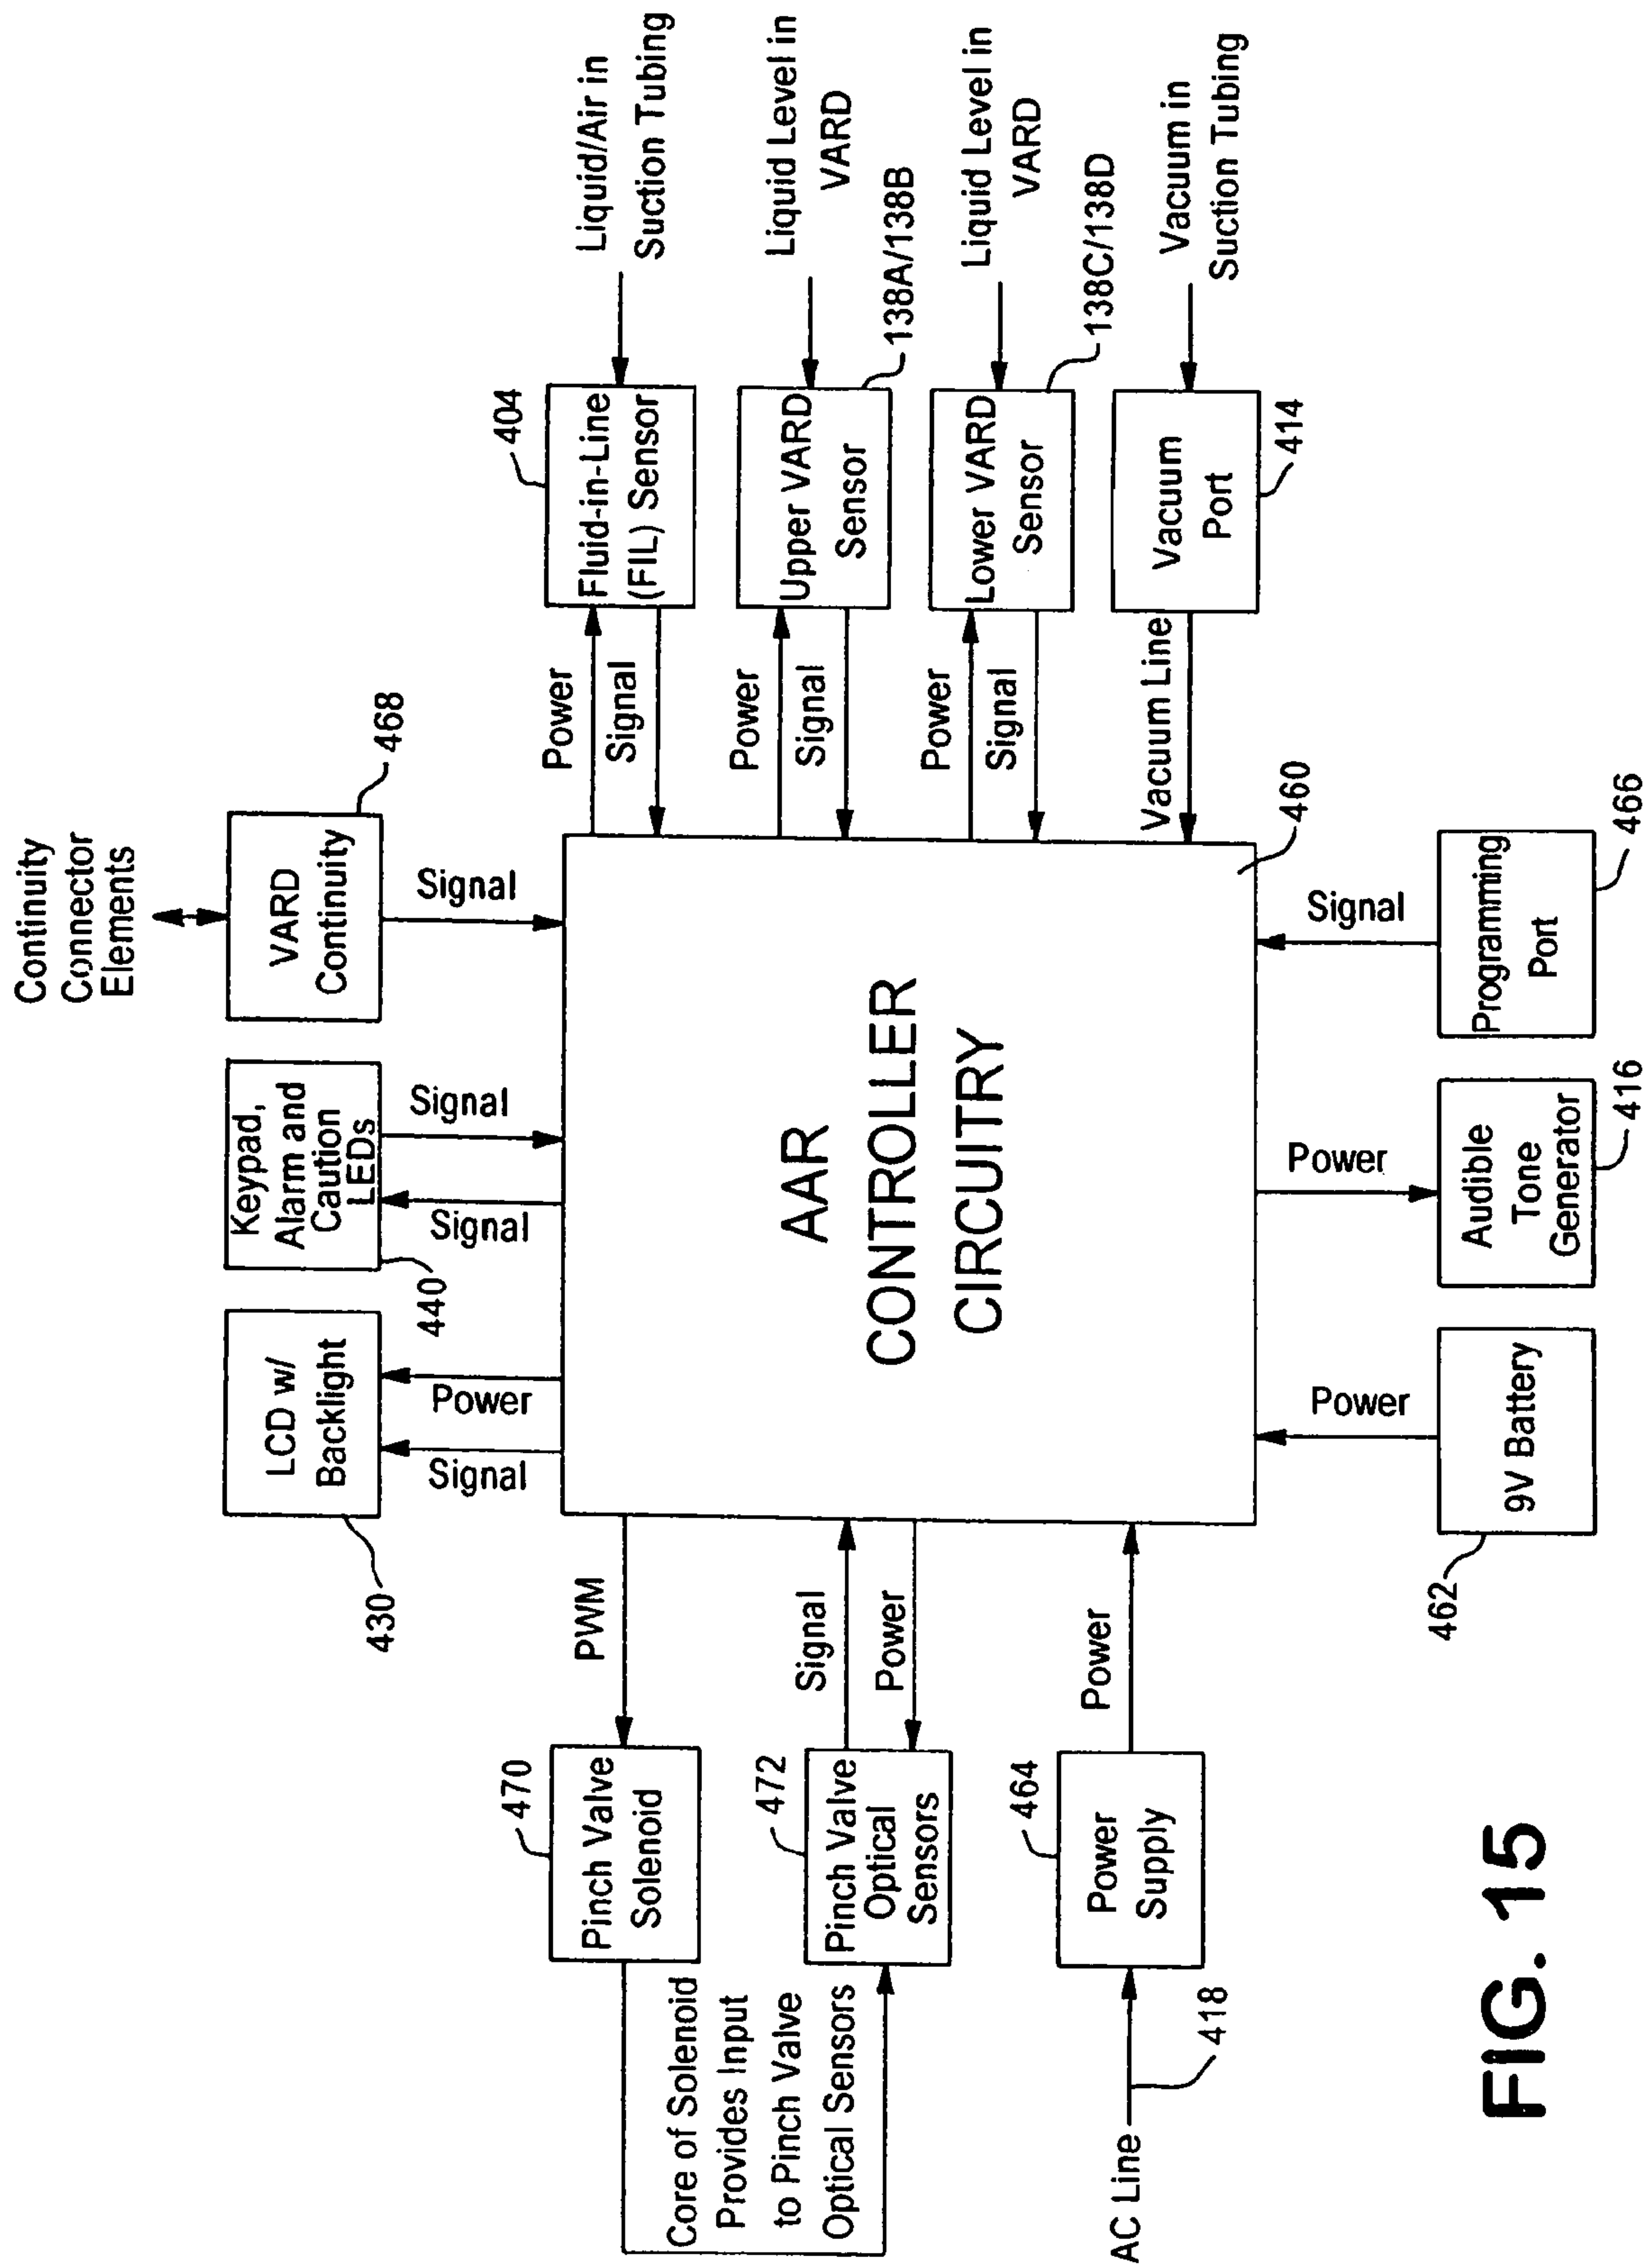 Continuity
Connector
Elements
LCD w/
Backlight
430
Keypad,
Alarm and
Caution
LEDs
440
VARD
Continuity
468
Signal
Power
Signal
Signal
Signal
470
Pinch Valve
Solenoid
PWM
Core of Solenoid
Provides Input
to Pinch Valve
Optical Sensors
472
Pinch Valve
Optical
Sensors
Signal
Power
AC Line
418
464
Power
Supply
Power
AAR
CONTROLLER
CIRCUITRY
460
Power
Signal
404
Fluid-in-Line
(FIL) Sensor
Liquid/Air in
Suction Tubing
Power
Signal
Upper VARD
Sensor
138A/138B
Liquid Level in
VARD
Power
Signal
Lower VARD
Sensor
138C/138D
Liquid Level in
VARD
Vacuum Line
Vacuum
Port
414
Vacuum in
Suction Tubing
Power
Power
Signal
462
9V Battery
Audible
Tone
Generator
416
Programming
Port
466
FIG. 15